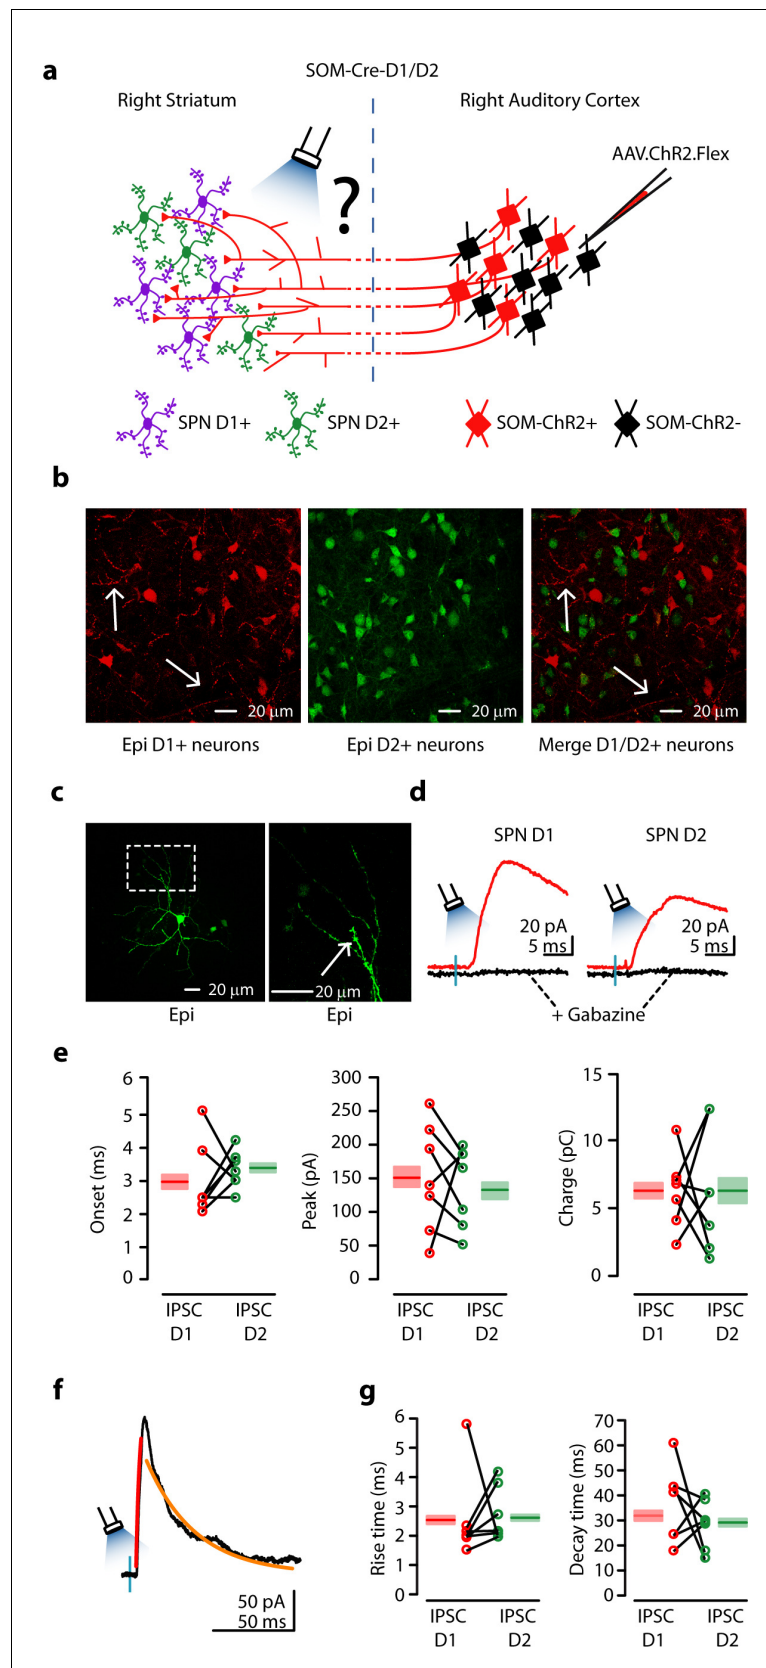 a
SOM-Cre-D1/D2
Right Striatum
Right Auditory Cortex
AAV.ChR2.Flex
?
SPN D1+
SPN D2+
SOM-ChR2+
SOM-ChR2-
b
20 µm
20 µm
20 µm
Epi D1+ neurons
Epi D2+ neurons
Merge D1/D2+ neurons
c
20 µm
20 µm
Epi
Epi
d
SPN D1
SPN D2
20 pA
5 ms
20 pA
5 ms
+ Gabazine
e
6
5
4
3
2
1
0
Onset (ms)
IPSC
D1
IPSC
D2
300
250
200
150
100
50
0
Peak (pA)
IPSC
D1
IPSC
D2
15
10
5
0
Charge (pC)
IPSC
D1
IPSC
D2
f
50 pA
50 ms
g
6
5
4
3
2
1
0
Rise time (ms)
IPSC
D1
IPSC
D2
70
60
50
40
30
20
10
0
Decay time (ms)
IPSC
D1
IPSC
D2